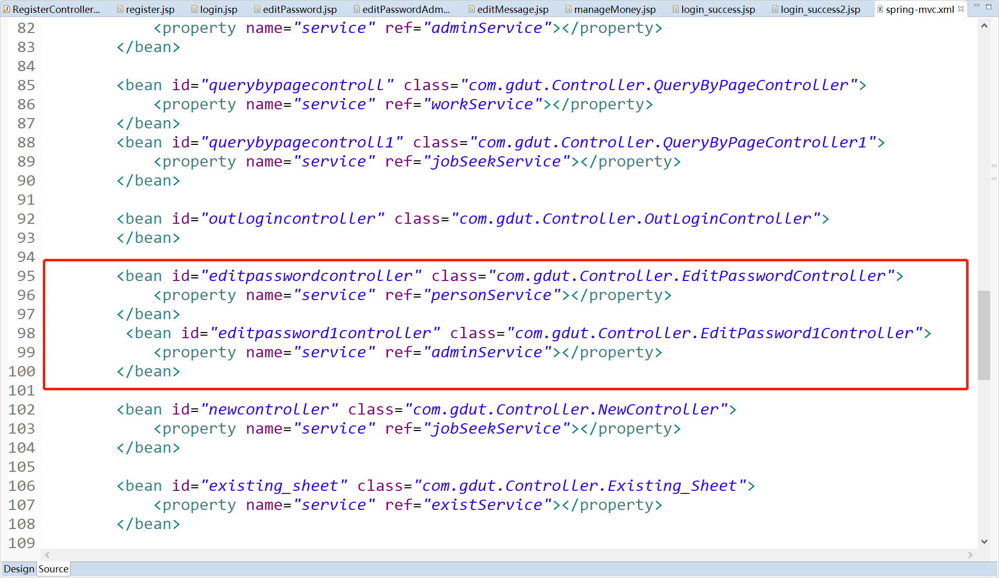 RegisterController... register.jsp login.jsp editPassword.jsp editPasswordAdm... editMessage.jsp manageMoney.jsp login_success.jsp login_success2.jsp spring-mvc.xml
82 <property name="service" ref="adminService"></property>
83 </bean>
84
85 <bean id="querybypagecontroll" class="com.gdut.Controller.QueryByPageController">
86 <property name="service" ref="workService"></property>
87 </bean>
88 <bean id="querybypagecontroll1" class="com.gdut.Controller.QueryByPageController1">
89 <property name="service" ref="jobSeekService"></property>
90 </bean>
91
92 <bean id="outlogincontroller" class="com.gdut.Controller.OutLoginController">
93 </bean>
94
95 <bean id="editpasswordcontroller" class="com.gdut.Controller.EditPasswordController">
96 <property name="service" ref="personService"></property>
97 </bean>
98 <bean id="editpassword1controller" class="com.gdut.Controller.EditPassword1Controller">
99 <property name="service" ref="adminService"></property>
100 </bean>
101
102 <bean id="newcontroller" class="com.gdut.Controller.NewController">
103 <property name="service" ref="jobSeekService"></property>
104 </bean>
105
106 <bean id="existing_sheet" class="com.gdut.Controller.Existing_Sheet">
107 <property name="service" ref="existService"></property>
108 </bean>
109
Design Source